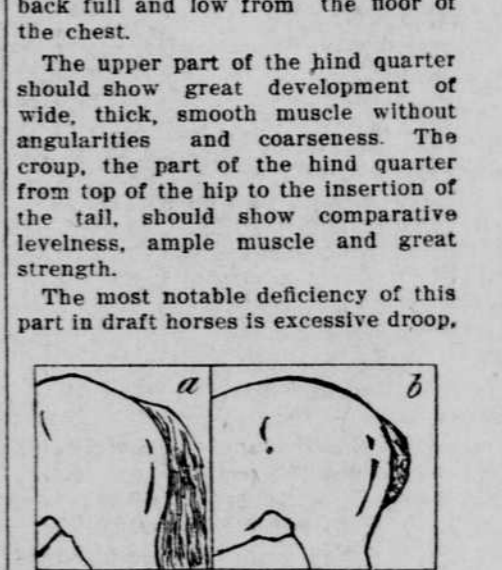 back full and low from the floor of
the chest.
The upper part of the hind quarter
should show great development of
wide, thick, smooth muscle without
angularities and coarseness. The
croup, the part of the hind quarter
from top of the hip to the insertion of
the tail, should show comparative
levelness, ample muscle and great
strength.
The most notable deficiency of this
part in draft horses is excessive droop,
a b